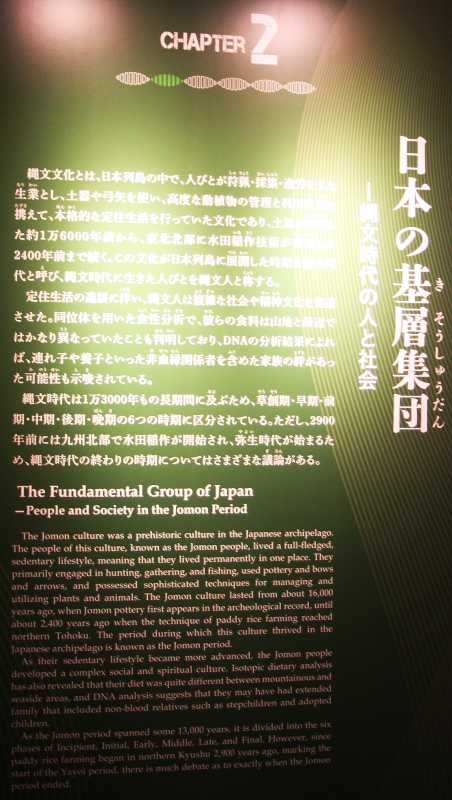 CHAPTER 2
日本の基層集団
き そうしゅうだん
―縄文時代の人と社会
縄文文化とは、日本列島の中で、人びとが狩猟・採集・漁労を主な
生業とし、土器や弓矢を使い、高度な動植物の管理と利用技術を
携えて、本格的な定住生活を行っていた文化であり、土器が
た約1万6000年前から、東北北部に水田稲作技術が
2400年前まで続く。この文化が日本列島に展開した時期を縄文時
代と呼び、縄文時代に生きた人びとを縄文人と称する。
定住生活の進展に伴い、縄文人は複雑な社会や精神文化を発達
させた。同位体を用いた食性分析で、彼らの食料は山地と海辺で
はかなり異なっていたことも判明しており、DNAの分析結果によれ
ば、連れ子や養子といった非血縁関係者を含めた家族の絆があっ
た可能性も示唆されている。
縄文時代は1万3000年もの長期間に及ぶため、草創期・早期・前
期・中期・後期・晩期の6つの時期に区分されている。ただし、2900
年前には九州北部で水田稲作が開始され、弥生時代が始まるた
め、縄文時代の終わりの時期についてはさまざまな議論がある。
The Fundamental Group of Japan
—People and Society in the Jomon Period
The Jomon culture was a prehistoric culture in the Japanese archipelago.
The people of this culture, known as the Jomon people, lived a full-fledged,
sedentary lifestyle, meaning that they lived permanently in one place. They
primarily engaged in hunting, gathering, and fishing, used pottery and bows
and arrows, and possessed sophisticated techniques for managing and
utilizing plants and animals. The Jomon culture lasted from about 16,000
years ago, when Jomon pottery first appears in the archeological record, until
about 2,400 years ago when the technique of paddy rice farming reached
northern Tohoku. The period during which this culture thrived in the
Japanese archipelago is known as the Jomon period.
As their sedentary lifestyle became more advanced, the Jomon people
developed a complex social and spiritual culture. Isotopic dietary analysis
has also revealed that their diet was quite different between mountainous and
seaside areas, and DNA analysis suggests that they may have had extended
family that included non-blood relatives such as stepchildren and adopted
children.
As the Jomon period spanned some 13,000 years, it is divided into the six
phases of Incipient, Initial, Early, Middle, Late, and Final. However, since
paddy rice farming began in northern Kyushu 2,900 years ago, marking the
start of the Yayoi period, there is much debate as to exactly when the Jomon
period ended.